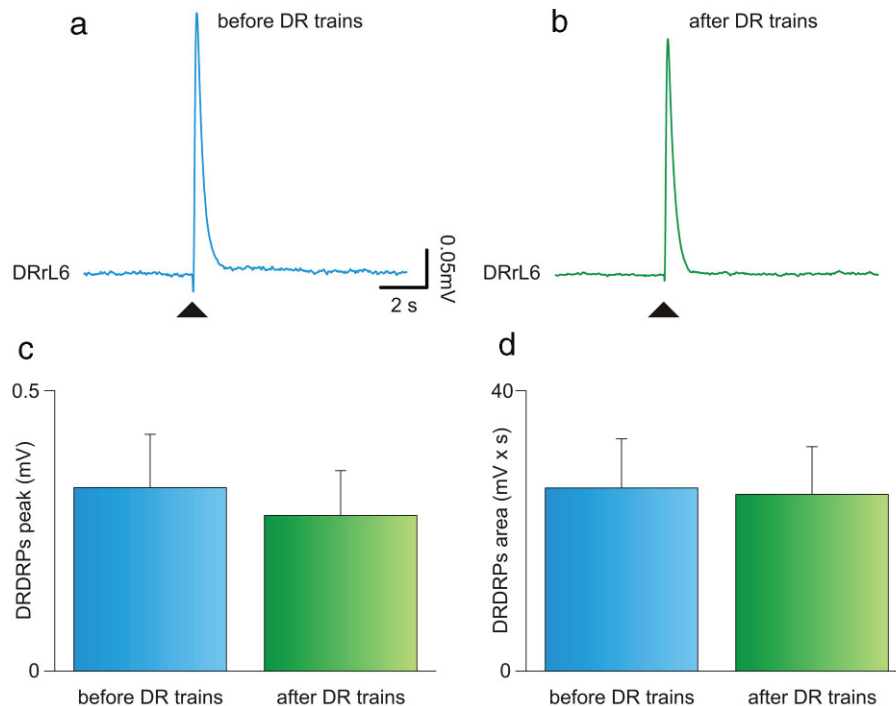 a
before DR trains
DRrL6
0.05mV
2 s
b
after DR trains
DRrL6
c
0.5
DRDRPs peak (mV)
0
before DR trains
after DR trains
d
40
DRDRPs area (mV x s)
0
before DR trains
after DR trains